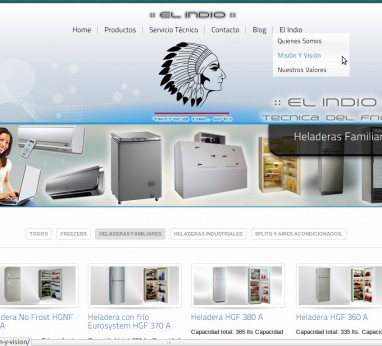 :: EL INDIO ::
Home Productos Servicio Técnico Contacto Blog El Indio
Quienes Somos
Misión Y Visión
Nuestros Valores
:: EL INDIO
TECNICA DEL FRIO
TECNICA DEL FR
Heladeras Familiar
TODOS FREEZERS HELADERAS FAMILIARES HELADERAS INDUSTRIALES SPLITS Y AIRES ACONDICIONADOS.
adera No Frost HGNF
A
Heladera con frío
Eurosystem HGF 370 A
Heladera HGF 380 A
Heladera HGF 360 A
Capacidad total: 365 lts Capacidad
Capacidad total: 335 lts. Capacidad
n-y-vision/